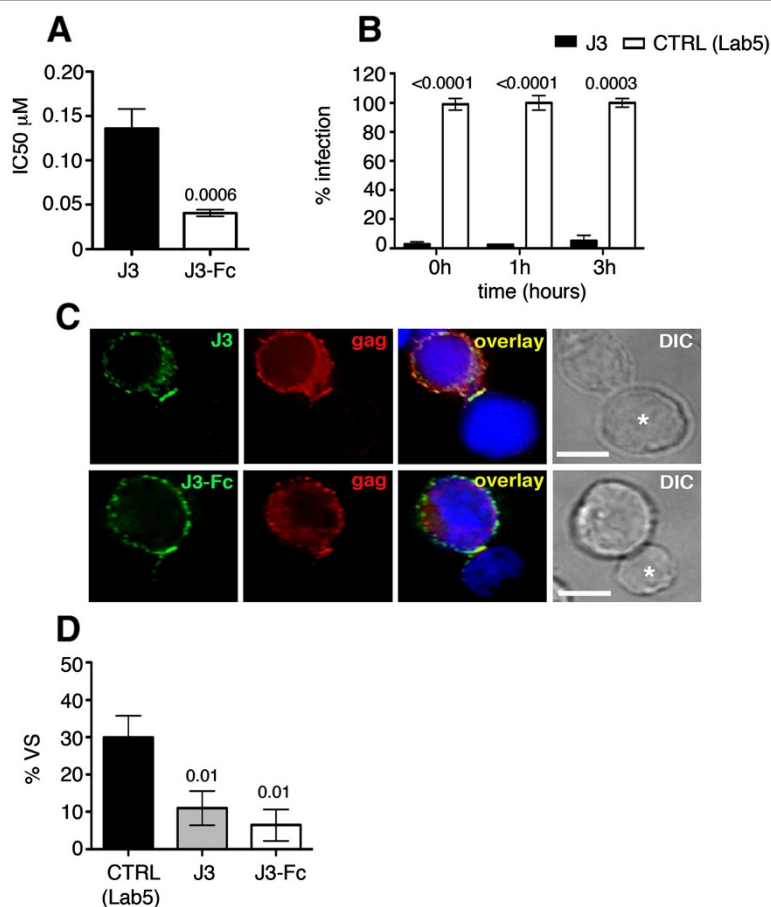 A
IC50 µM
0.20
0.15
0.10
0.05
0
0.0006
J3
J3-Fc
B
J3
CTRL (Lab5)
% infection
120
100
80
60
40
20
0
<0.0001
<0.0001
0.0003
0h
1h
3h
time (hours)
C
J3
gag
overlay
DIC
*
J3-Fc
gag
overlay
DIC
*
D
% VS
50
40
30
20
10
0
0.01
0.01
CTRL
(Lab5)
J3
J3-Fc